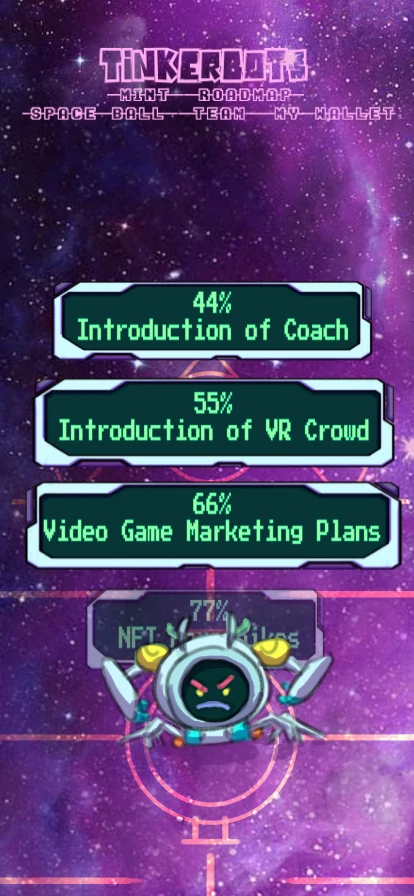 TINKERBOTS
MINT ROADMAP
SPACE BALL TEAM MY WALLET
44%
Introduction of Coach
55%
Introduction of VR Crowd
66%
Video Game Marketing Plans
77%
NFT